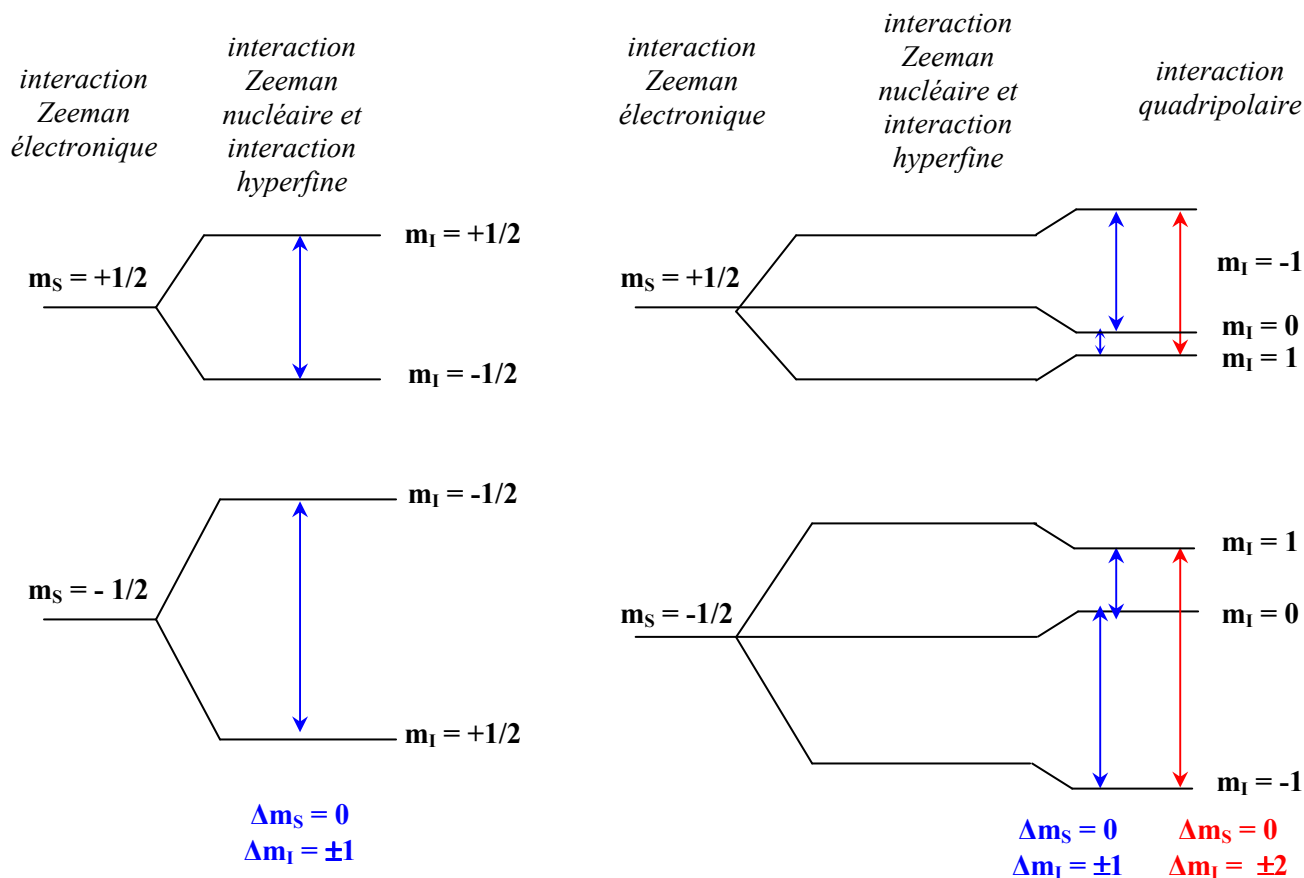 interaction
Zeeman
électronique
interaction
Zeeman
nucléaire et
interaction
hyperfine
m_S = +1/2
m_I = +1/2
m_I = -1/2
m_S = - 1/2
m_I = -1/2
m_I = +1/2
Δm_S = 0
Δm_I = ±1
interaction
Zeeman
électronique
interaction
Zeeman
nucléaire et
interaction
hyperfine
interaction
quadripolaire
m_S = +1/2
m_I = -1
m_I = 0
m_I = 1
m_S = -1/2
m_I = 1
m_I = 0
m_I = -1
Δm_S = 0
Δm_I = ±1
Δm_S = 0
Δm_I = ±2